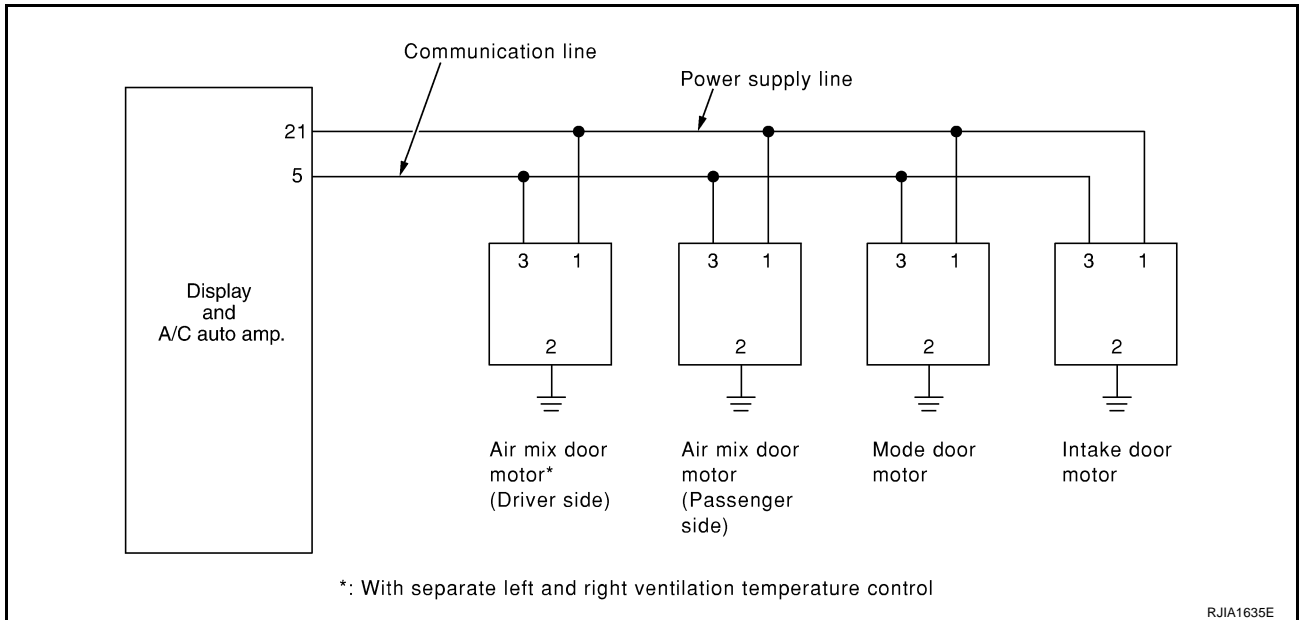 Communication line
Power supply line
21
5
3 1
3 1
3 1
3 1
Display
and
A/C auto amp.
2
2
2
2
Air mix door
motor*
(Driver side)
Air mix door
motor
(Passenger
side)
Mode door
motor
Intake door
motor
*: With separate left and right ventilation temperature control
RJIA1635E